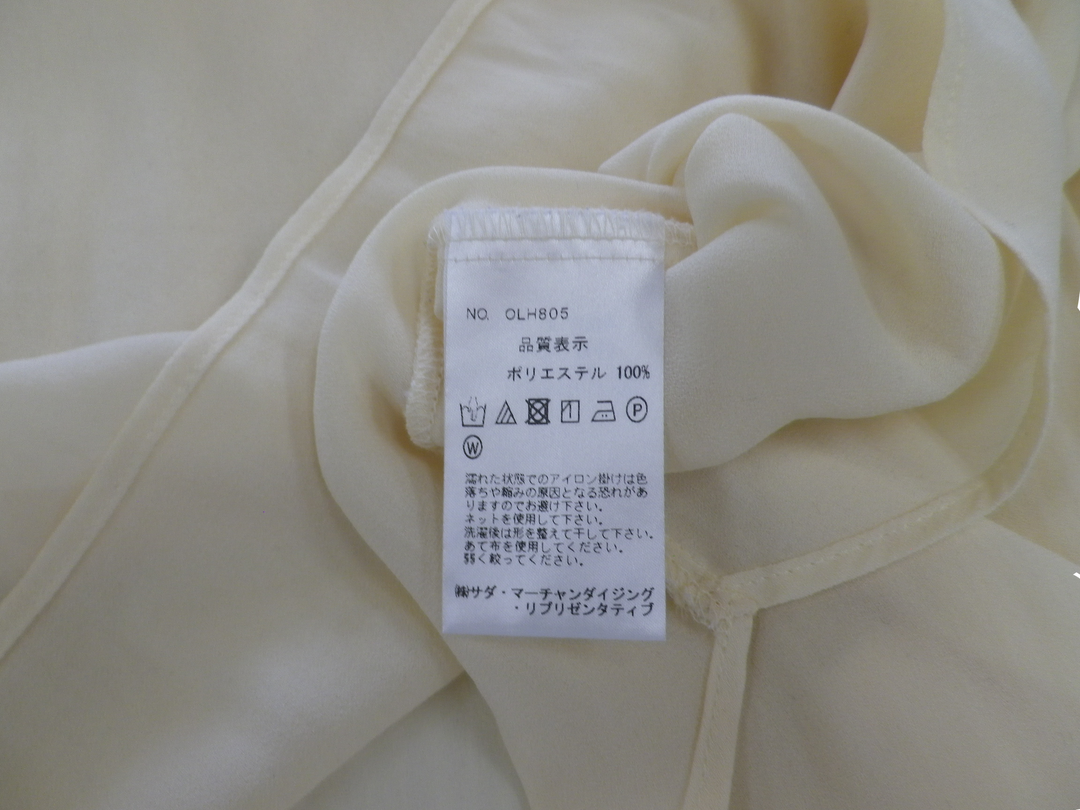 NO. OLH805
品質表示
ポリエステル 100%
P
W
濡れた状態でのアイロン掛けは色
落ちや縮みの原因となる恐れがあ
りますのでお避け下さい。
ネットを使用して下さい。
洗濯後は形を整えて干して下さい。
あて布を使用してください。
弱く絞ってください。
㈱サダ・マーチャンダイジング
・リプリゼンタティブ